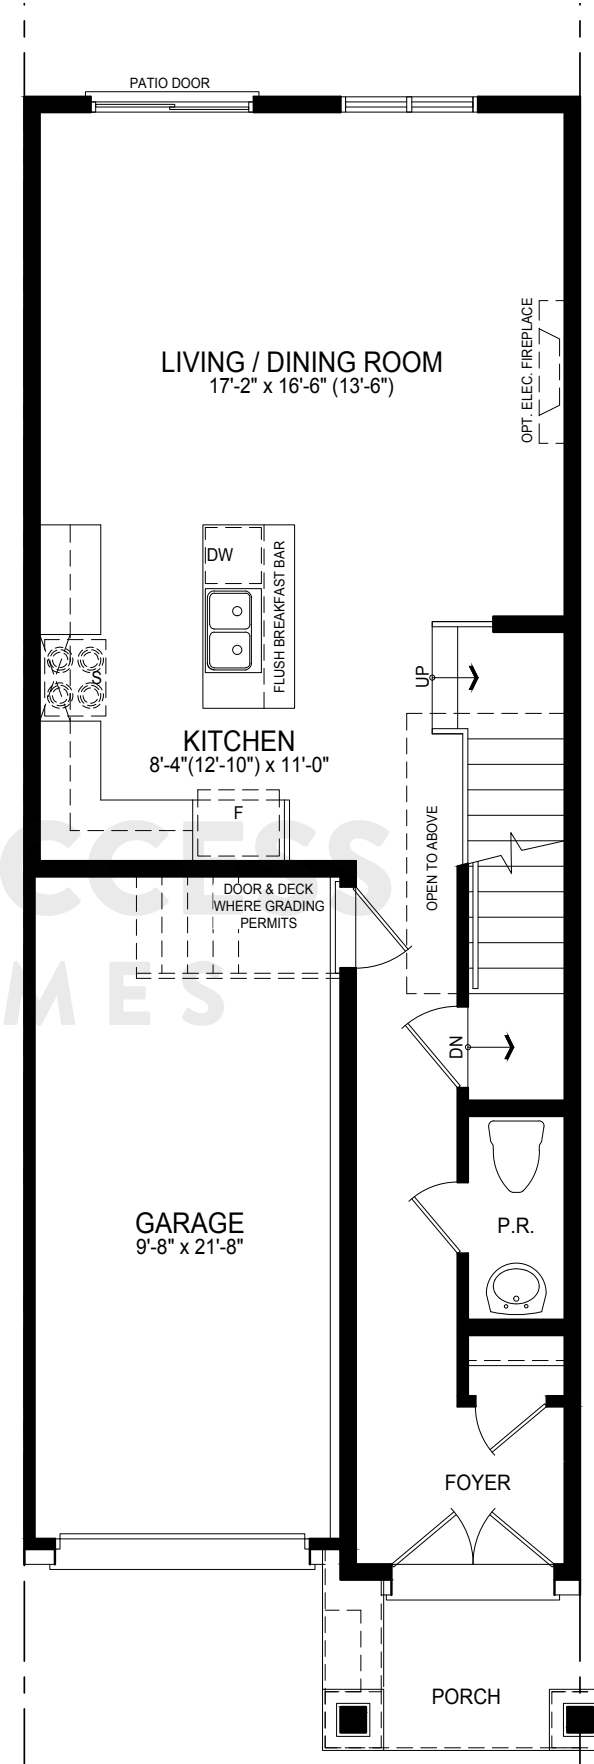 PATIO DOOR
LIVING / DINING ROOM
17'-2" x 16'-6" (13'-6")
OPT. ELEC. FIREPLACE
DW
FLUSH BREAKFAST BAR
S
UP
KITCHEN
8'-4"(12'-10") x 11'-0"
F
OPEN TO ABOVE
CCESS
MES
DOOR & DECK
WHERE GRADING
PERMITS
DN
GARAGE
9'-8" x 21'-8"
P.R.
FOYER
PORCH